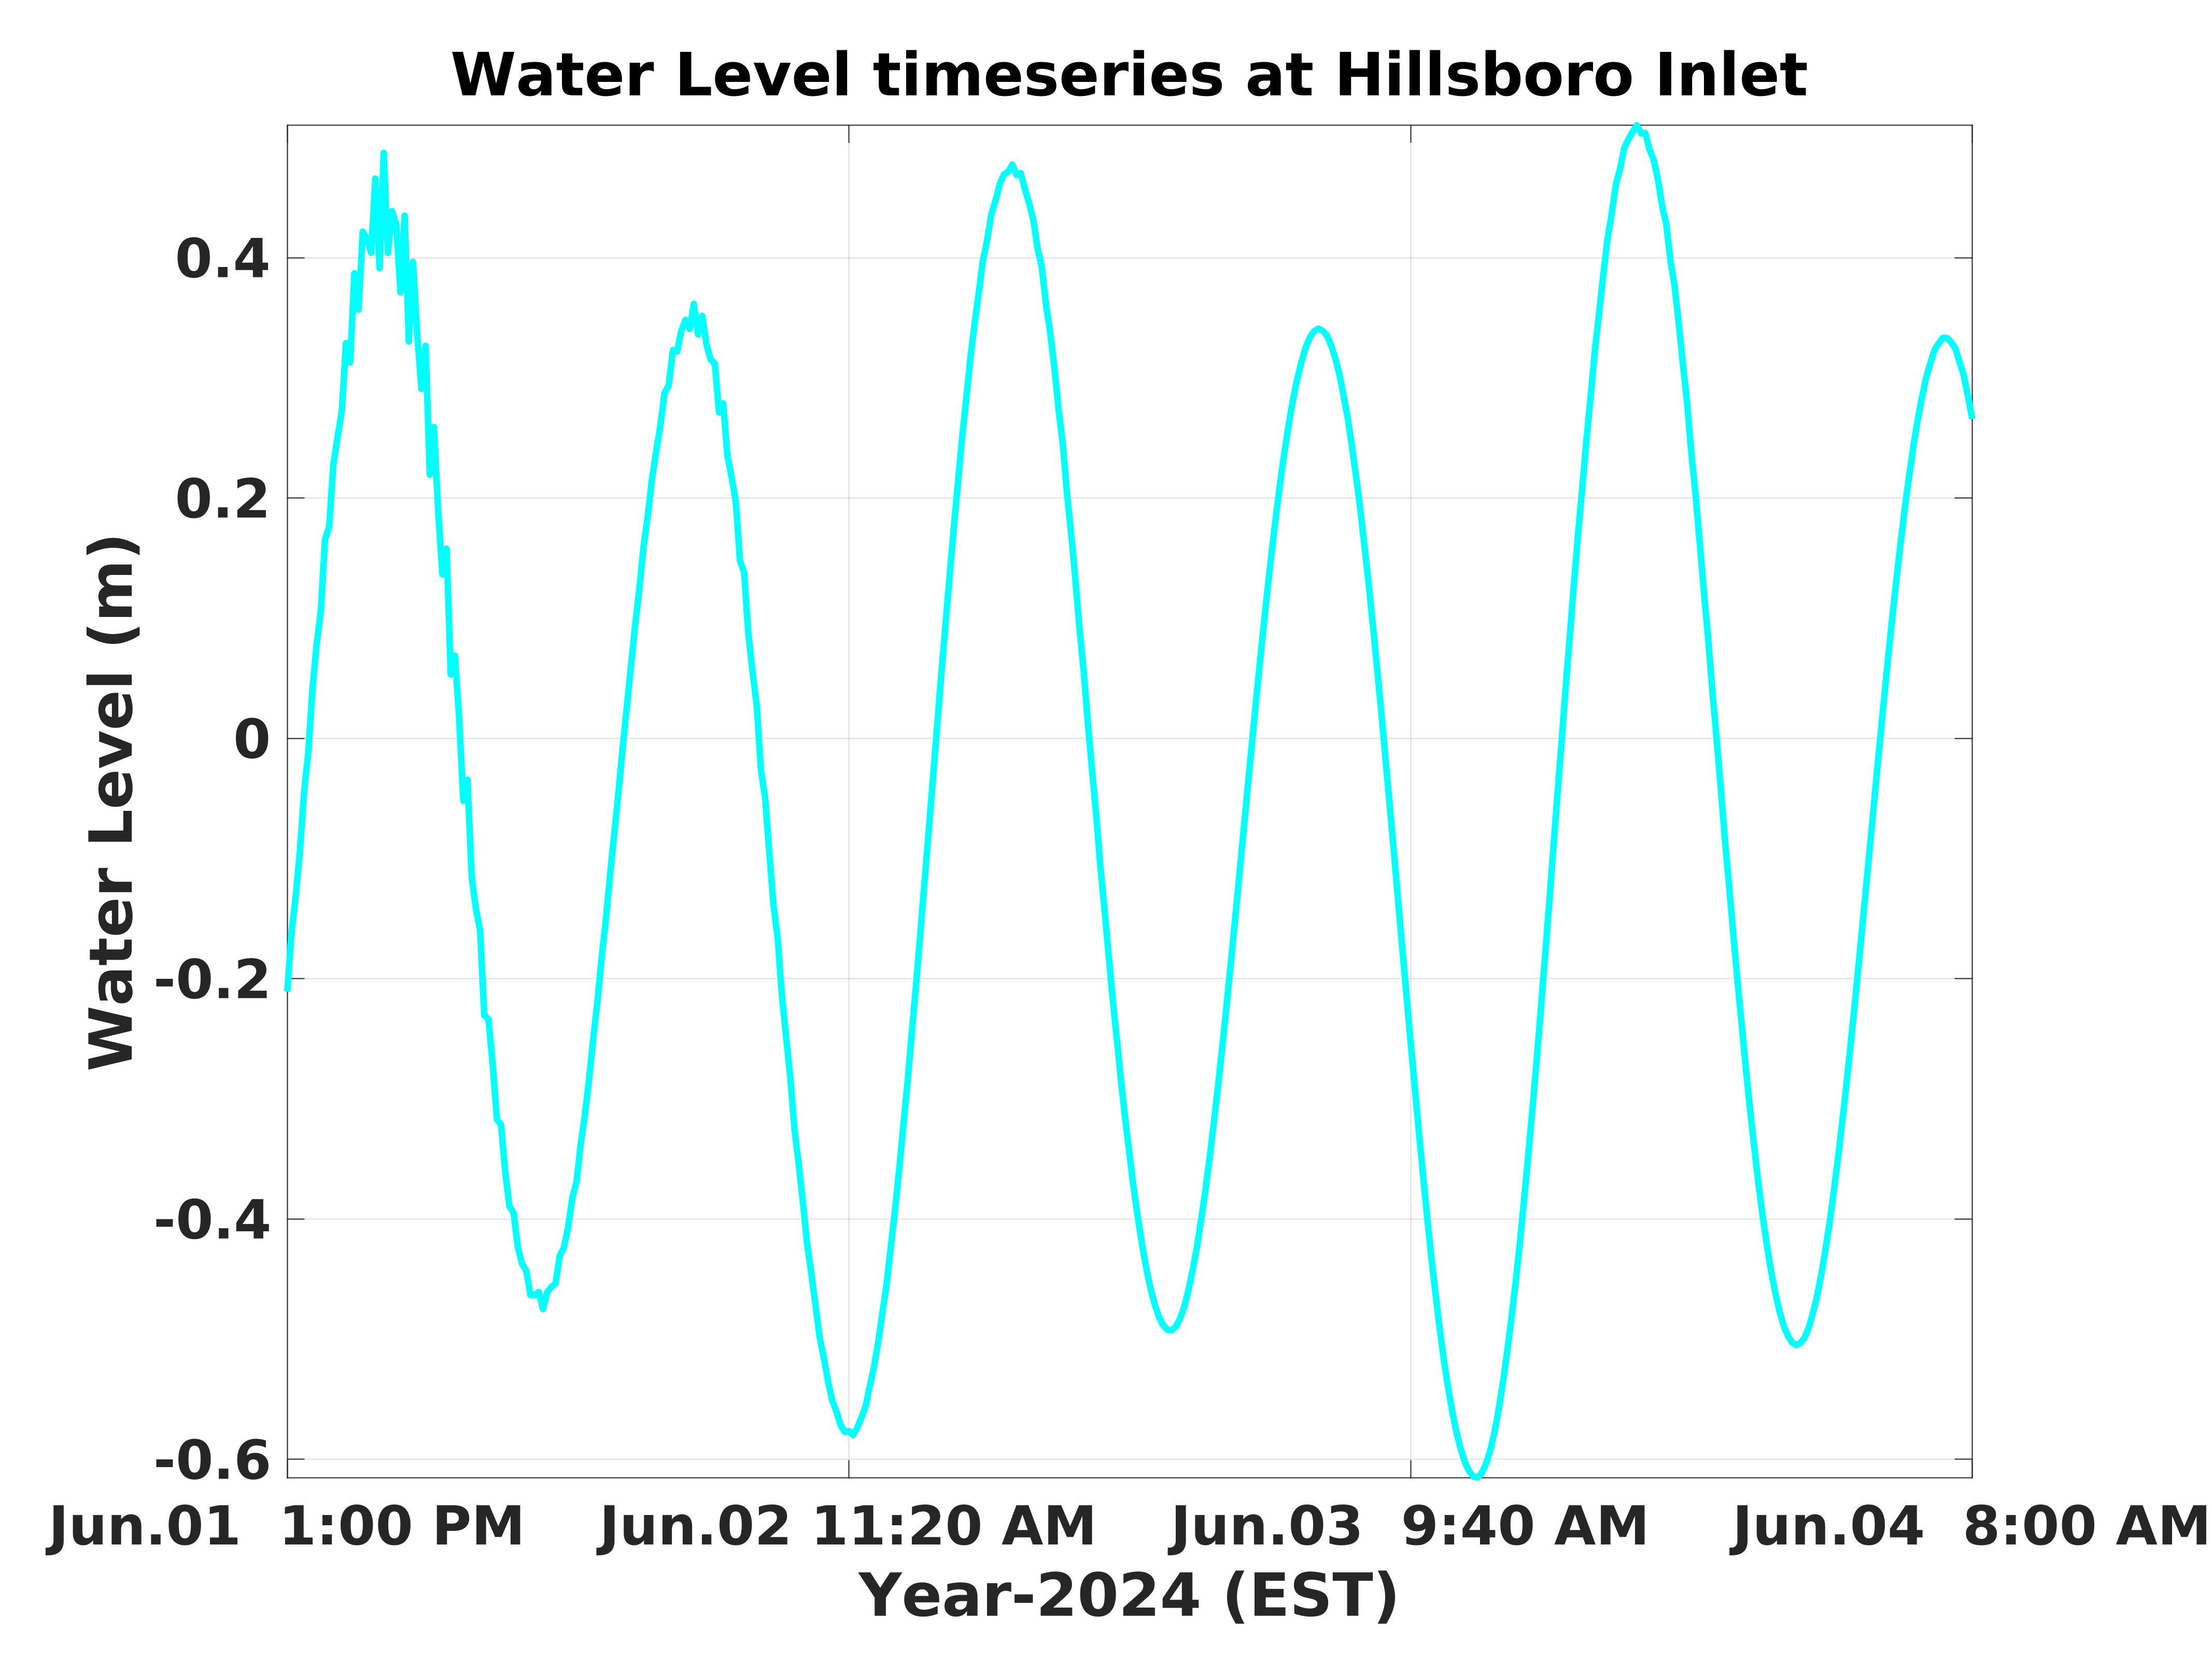 Water Level timeseries at Hillsboro Inlet
Water Level (m)
0.4
0.2
0
-0.2
-0.4
-0.6
Jun.01 1:00 PM Jun.02 11:20 AM Jun.03 9:40 AM Jun.04 8:00 AM
Year-2024 (EST)